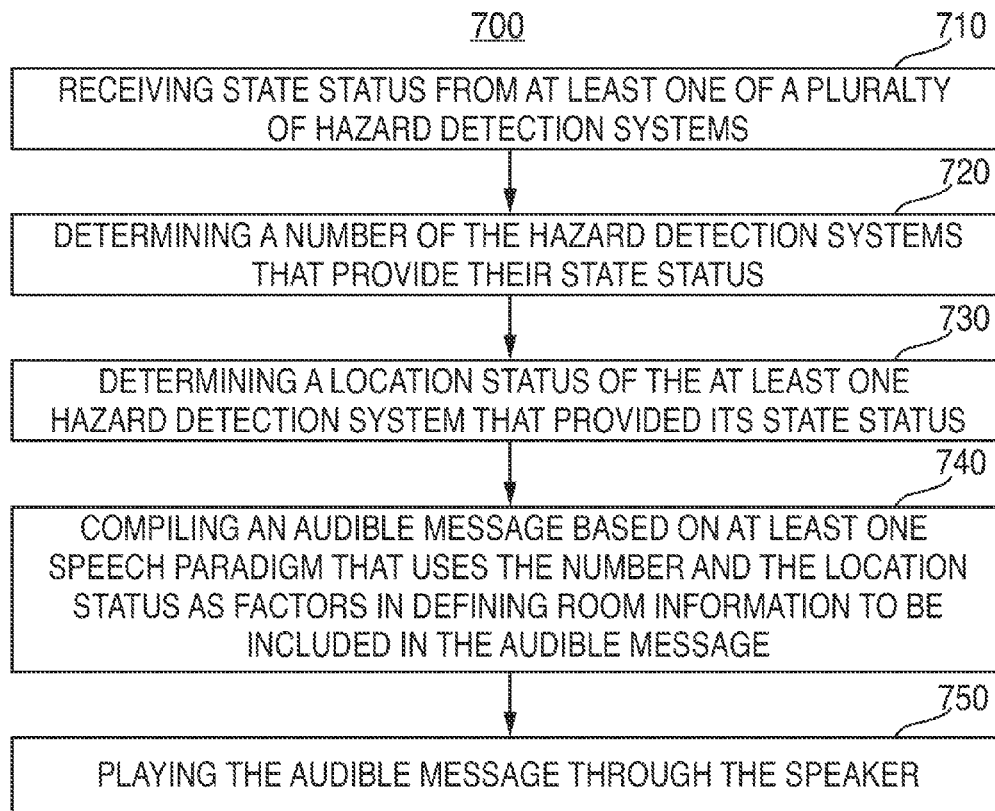 700
710
RECEIVING STATE STATUS FROM AT LEAST ONE OF A PLURALTY
OF HAZARD DETECTION SYSTEMS
720
DETERMINING A NUMBER OF THE HAZARD DETECTION SYSTEMS
THAT PROVIDE THEIR STATE STATUS
730
DETERMINING A LOCATION STATUS OF THE AT LEAST ONE
HAZARD DETECTION SYSTEM THAT PROVIDED ITS STATE STATUS
740
COMPILING AN AUDIBLE MESSAGE BASED ON AT LEAST ONE
SPEECH PARADIGM THAT USES THE NUMBER AND THE LOCATION
STATUS AS FACTORS IN DEFINING ROOM INFORMATION TO BE
INCLUDED IN THE AUDIBLE MESSAGE
750
PLAYING THE AUDIBLE MESSAGE THROUGH THE SPEAKER